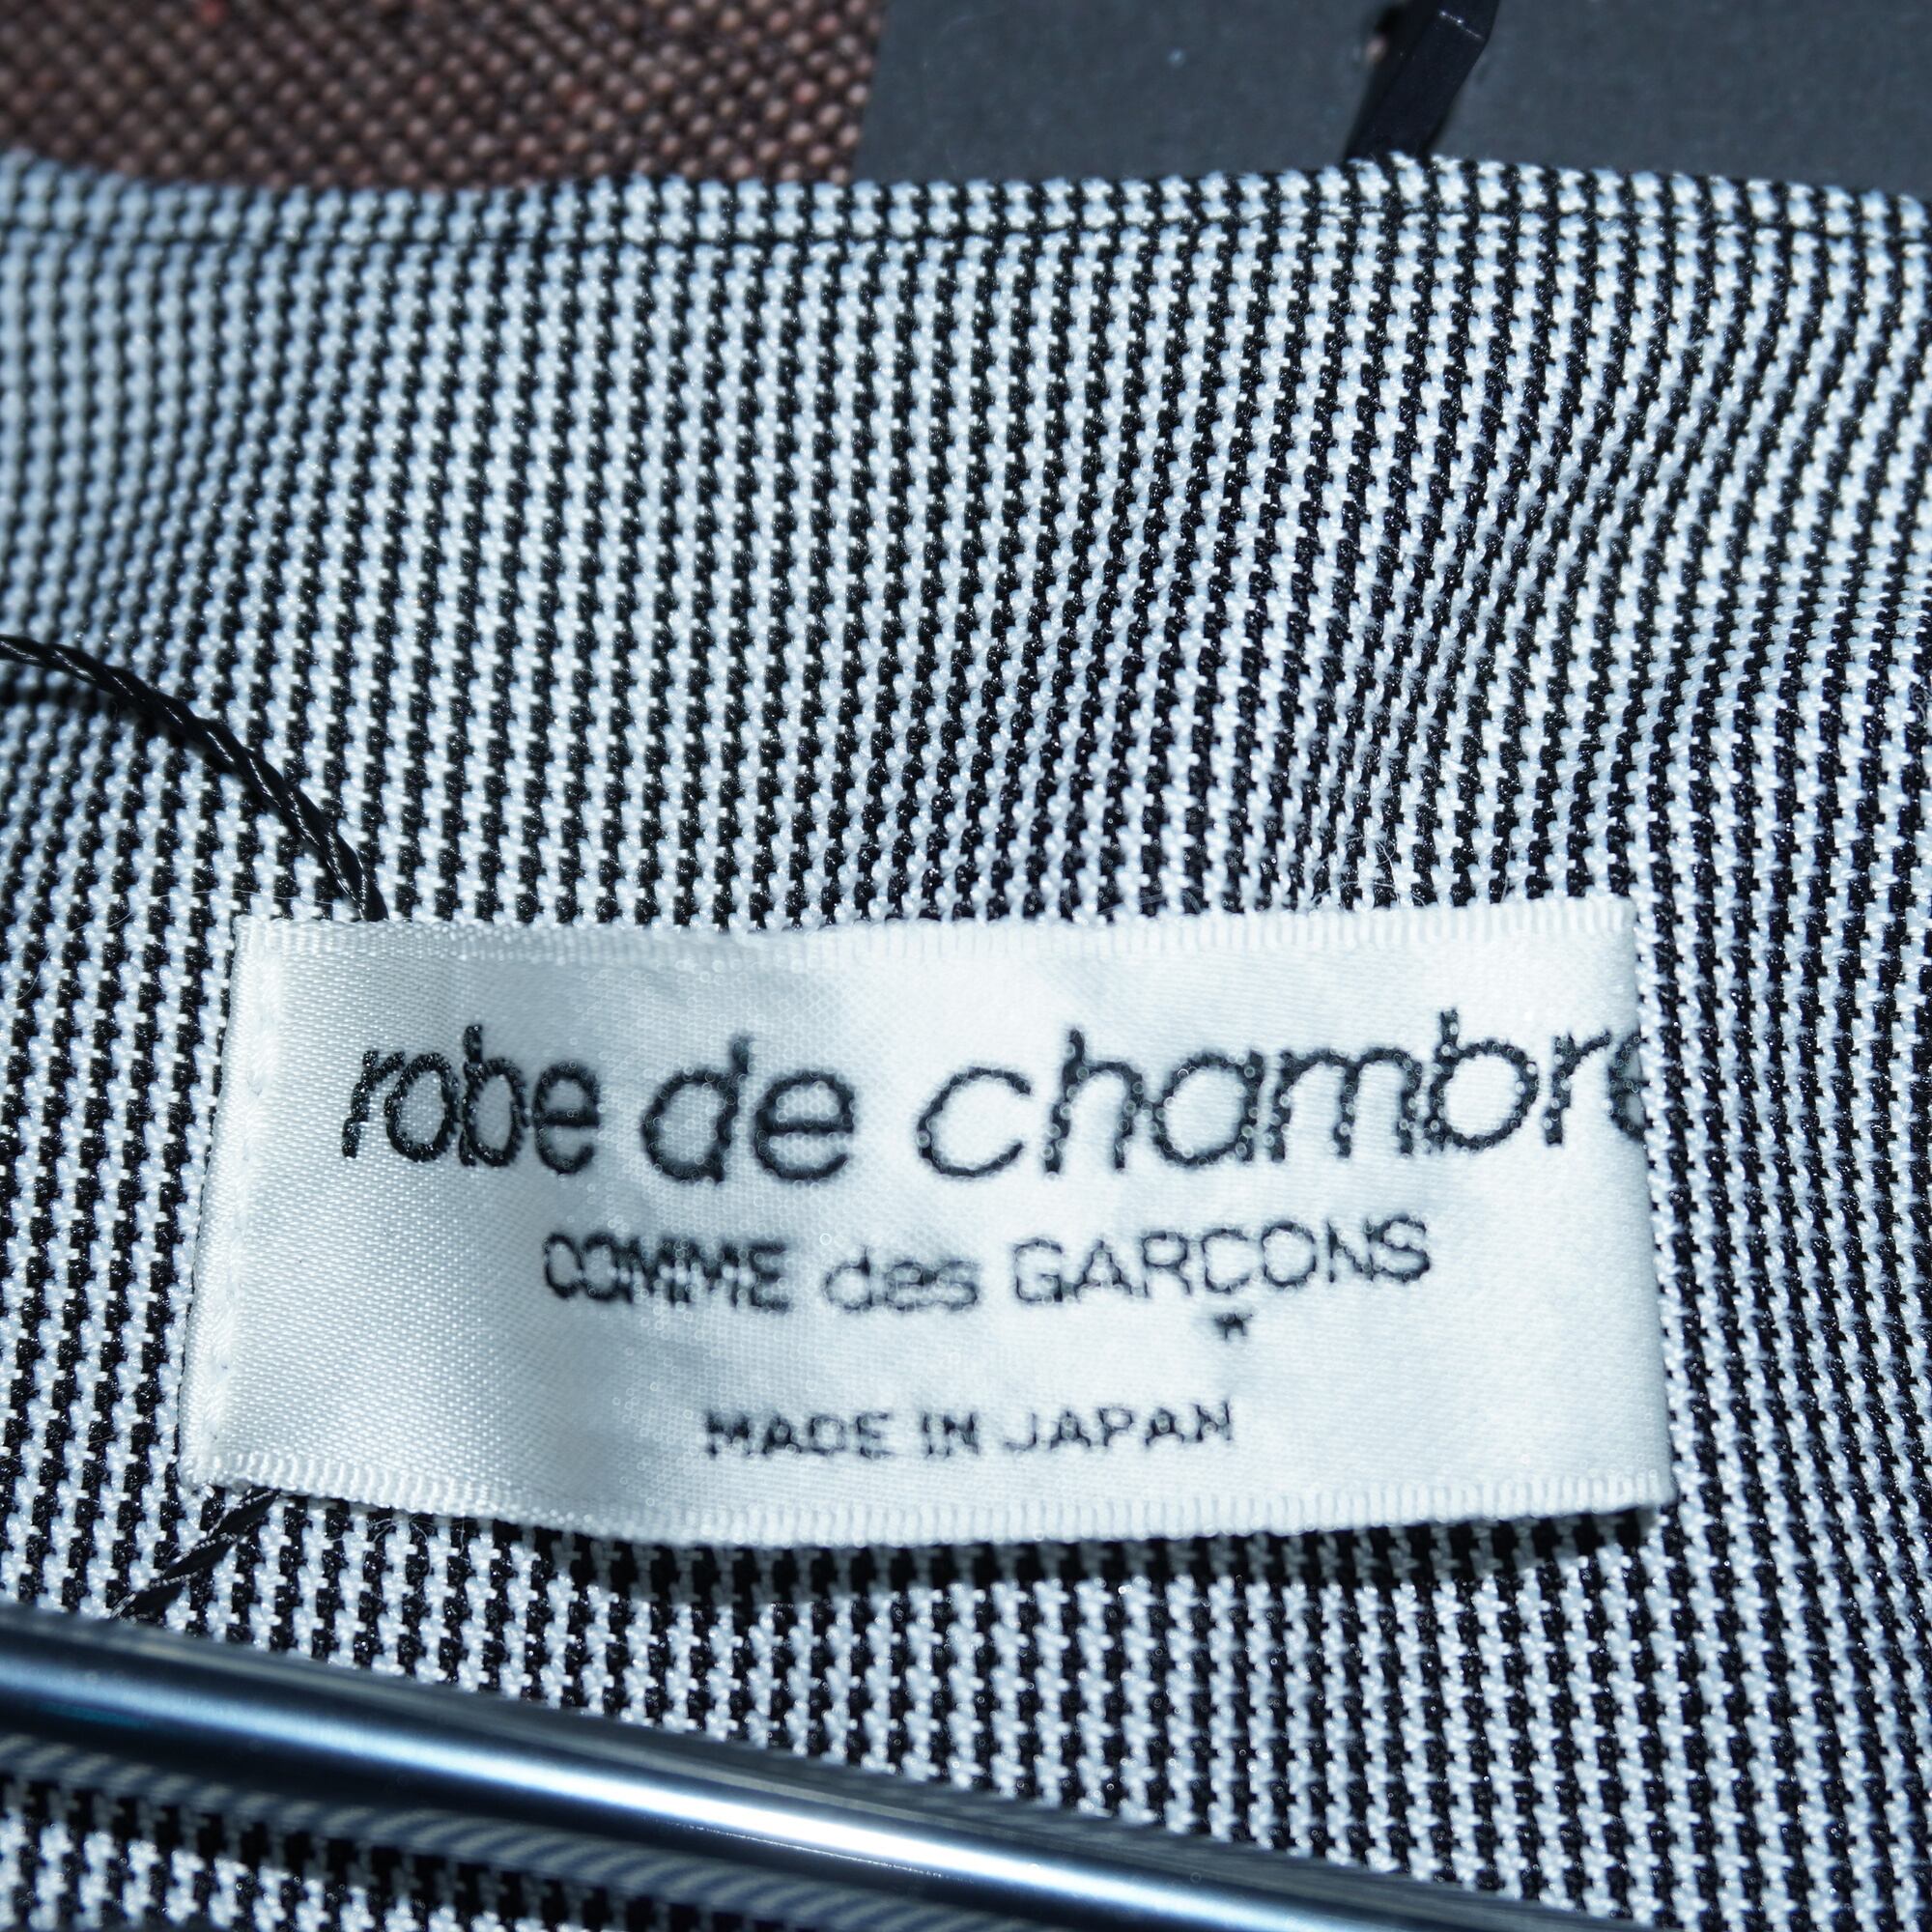 robe de chambre
COMME des GARÇONS
MADE IN JAPAN